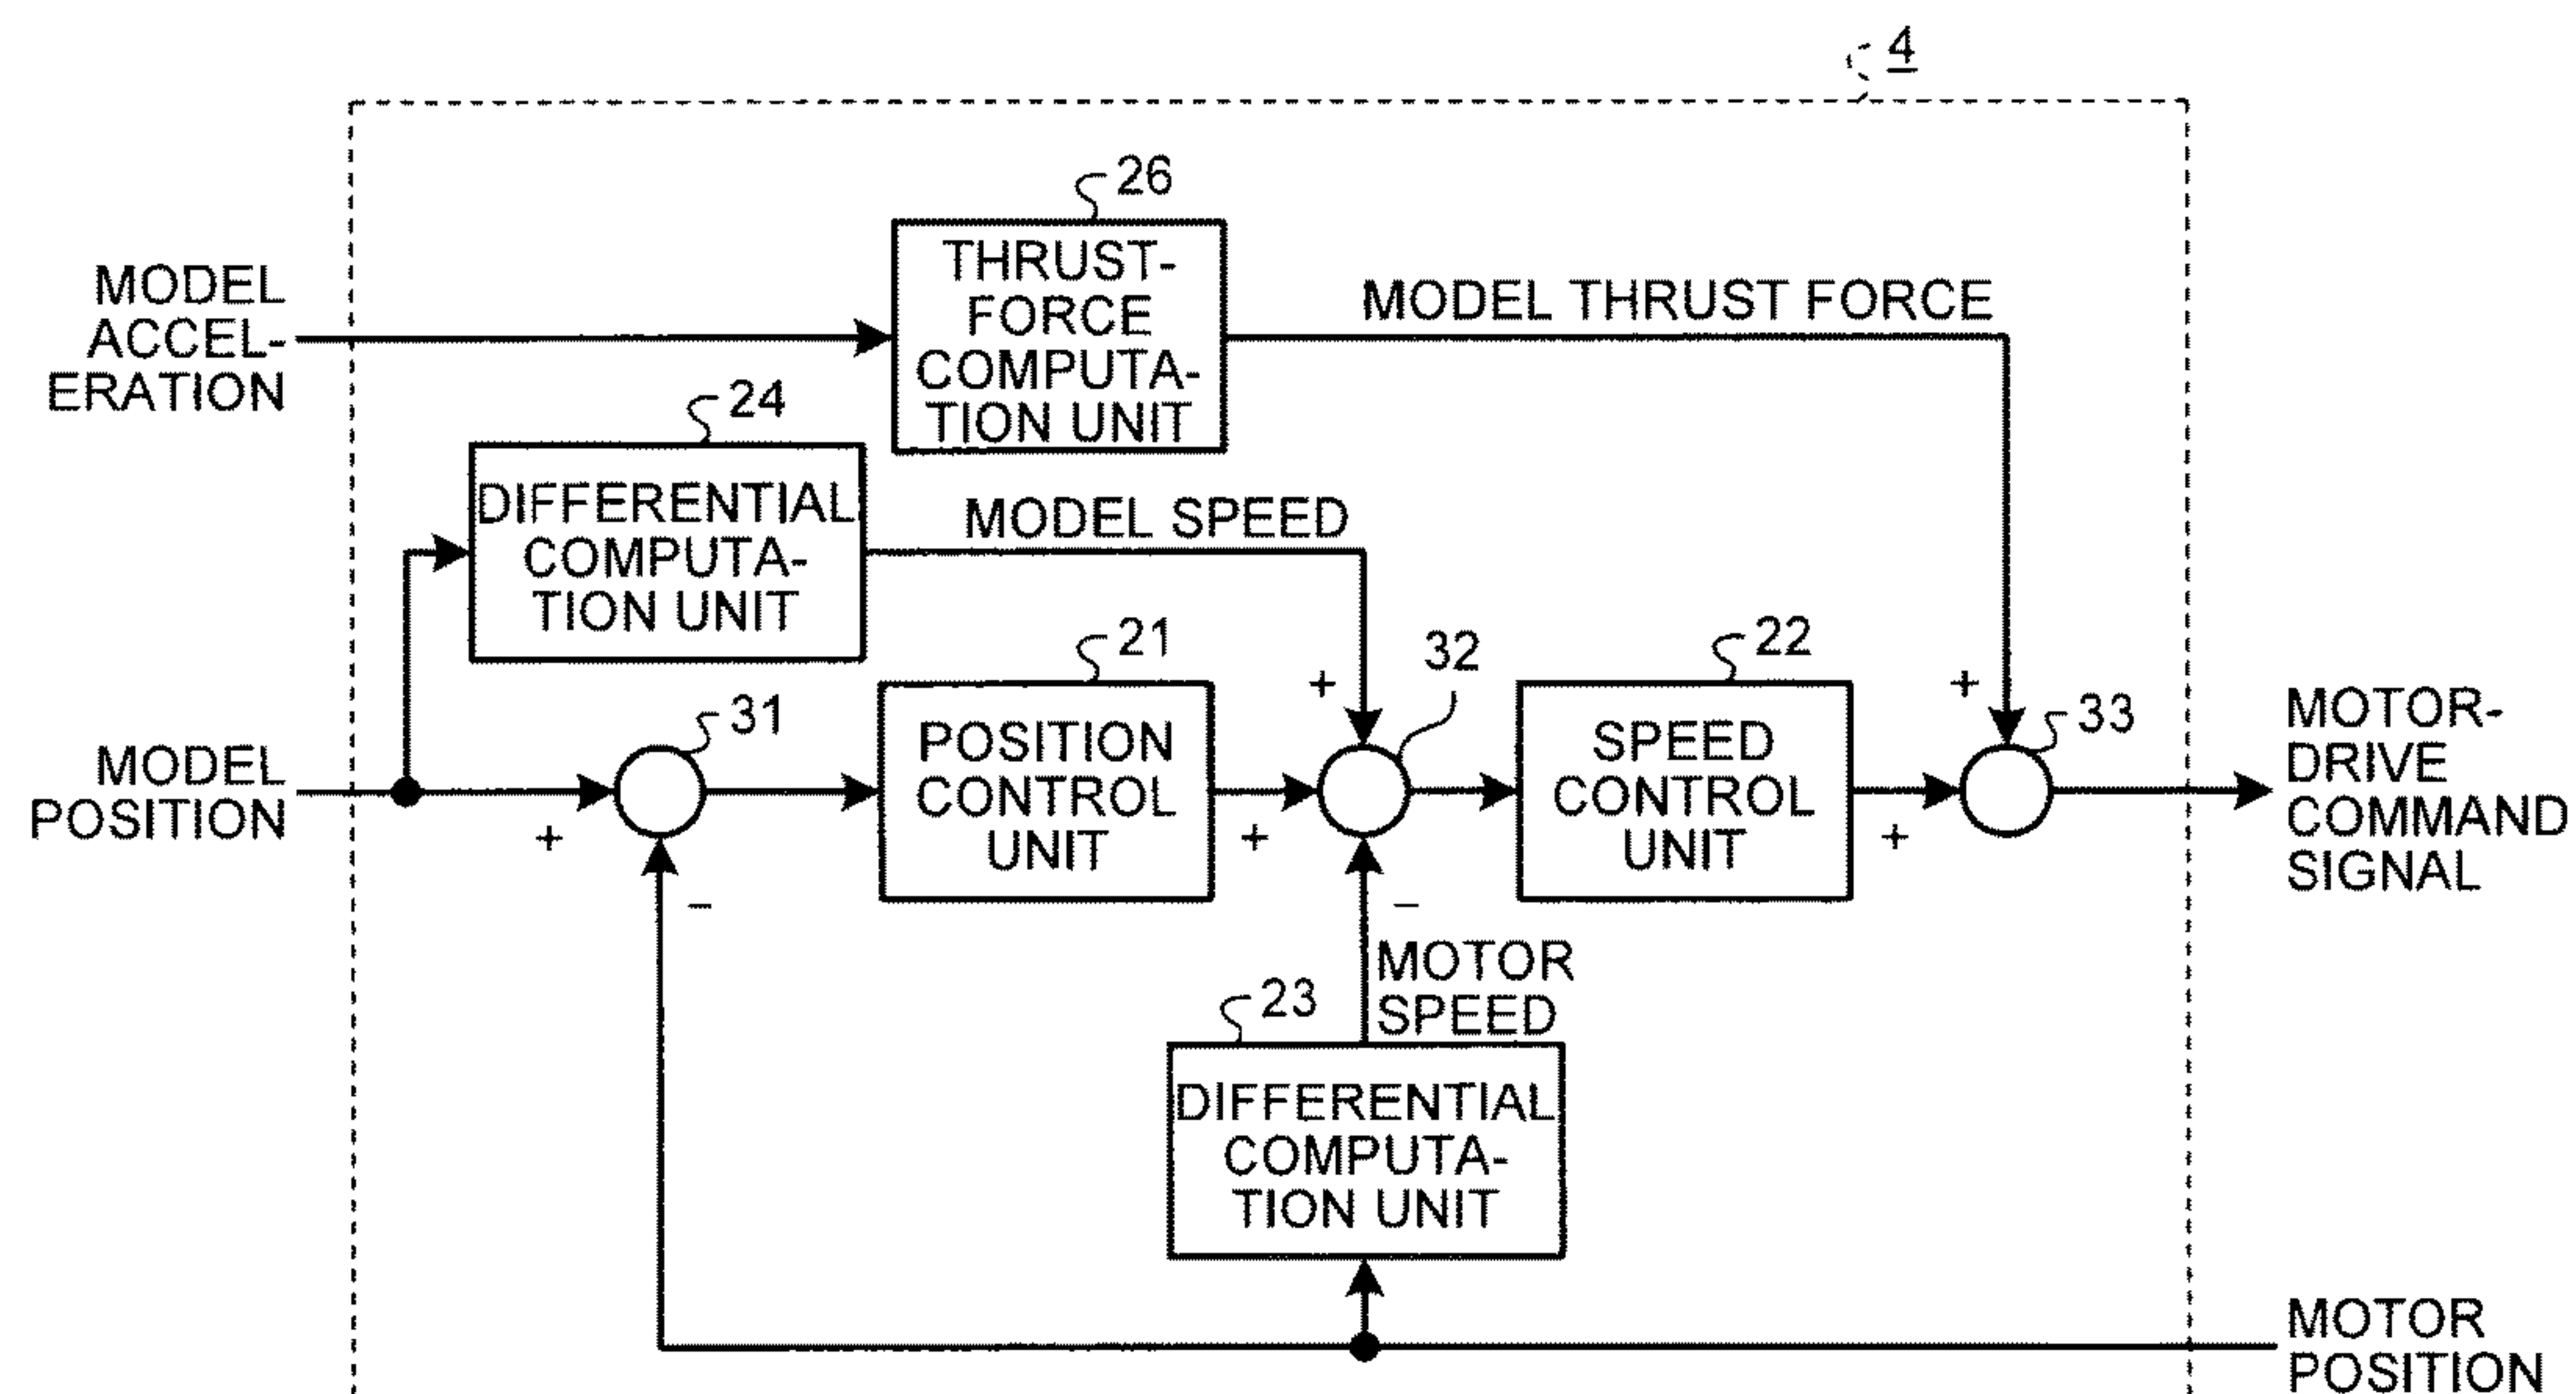 4
26
THRUST-
FORCE
COMPUTA-
TION UNIT
MODEL
ACCEL-
ERATION
MODEL THRUST FORCE
24
DIFFERENTIAL
COMPUTA-
TION UNIT
MODEL SPEED
MODEL
POSITION
31
+
−
21
POSITION
CONTROL
UNIT
+
+
−
32
22
SPEED
CONTROL
UNIT
+
+
33
MOTOR-
DRIVE
COMMAND
SIGNAL
MOTOR
SPEED
23
DIFFERENTIAL
COMPUTA-
TION UNIT
MOTOR
POSITION